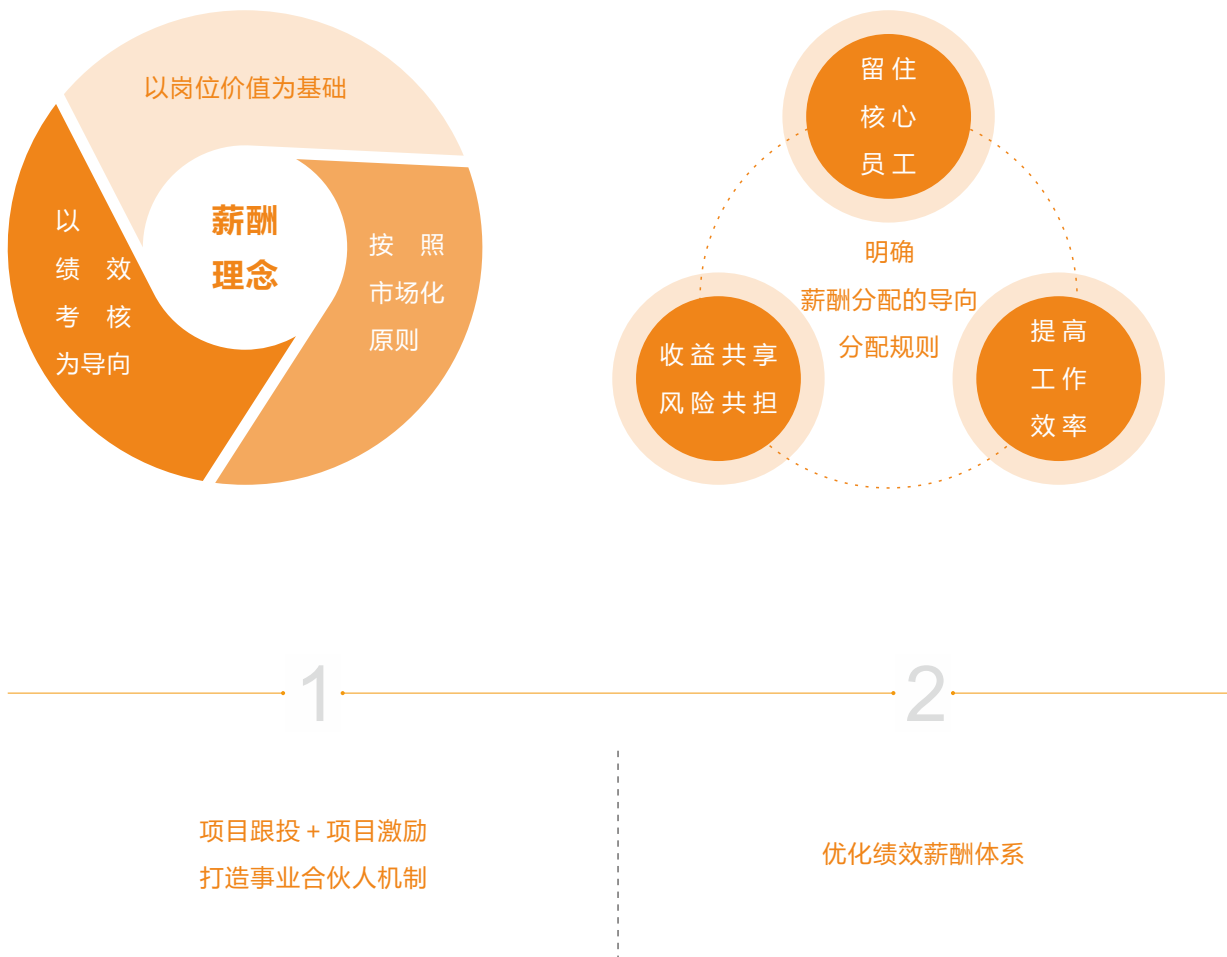 以岗位价值为基础
以
绩 效
考 核
为导向
薪酬
理念
按 照
市场化
原则
留住
核心
员工
明确
薪酬分配的导向
分配规则
收益共享
风险共担
提高
工作
效率
1
2
项目跟投 + 项目激励
打造事业合伙人机制
优化绩效薪酬体系